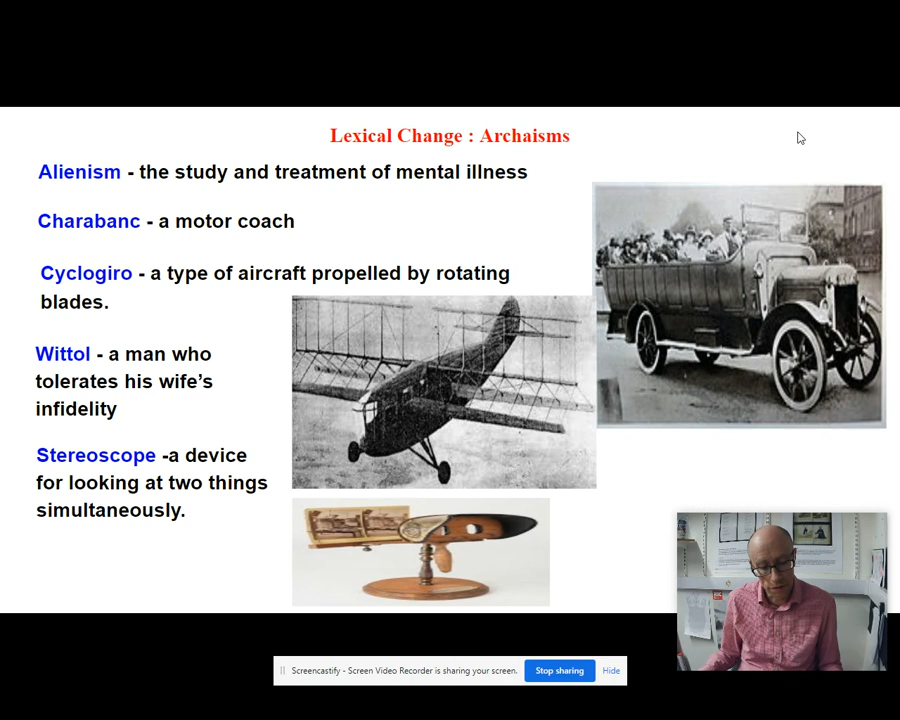 Lexical Change : Archaisms
Alienism - the study and treatment of mental illness
Charabanc - a motor coach
Cyclogiro - a type of aircraft propelled by rotating
blades.
Wittol - a man who
tolerates his wife’s
infidelity
Stereoscope -a device
for looking at two things
simultaneously.
Screencastify - Screen Video Recorder is sharing your screen.
Stop sharing
Hide